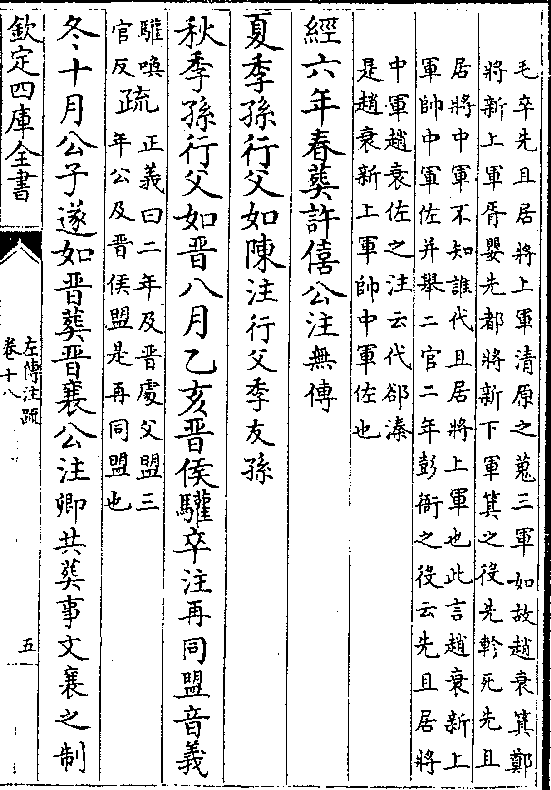 毛卒先且居將上軍清原之蒐三軍如故趙衰箕鄭
將新上軍胥嬰先都將新下軍箕之役先軫死先且
居將中軍不知誰代且居將上軍也此言趙衰新上
軍帥中軍佐并舉二官二年彭衙之役云先且居將
中軍趙衰佐之注云代郤溱
是趙衰新上軍帥中軍佐也
經六年春葬許僖公注無傳
夏季孫行父如陳注行父季友孫
秋季孫行父如晉八月乙亥晉侯驩卒注再同盟音義
驩喚
官反
疏
正義曰二年及晉處父盟三
年公及晉侯盟是再同盟也
冬十月公子遂如晉葬晉襄公注卿共葬事文襄之制
欽定四庫全書
左傳注疏
卷十八
五